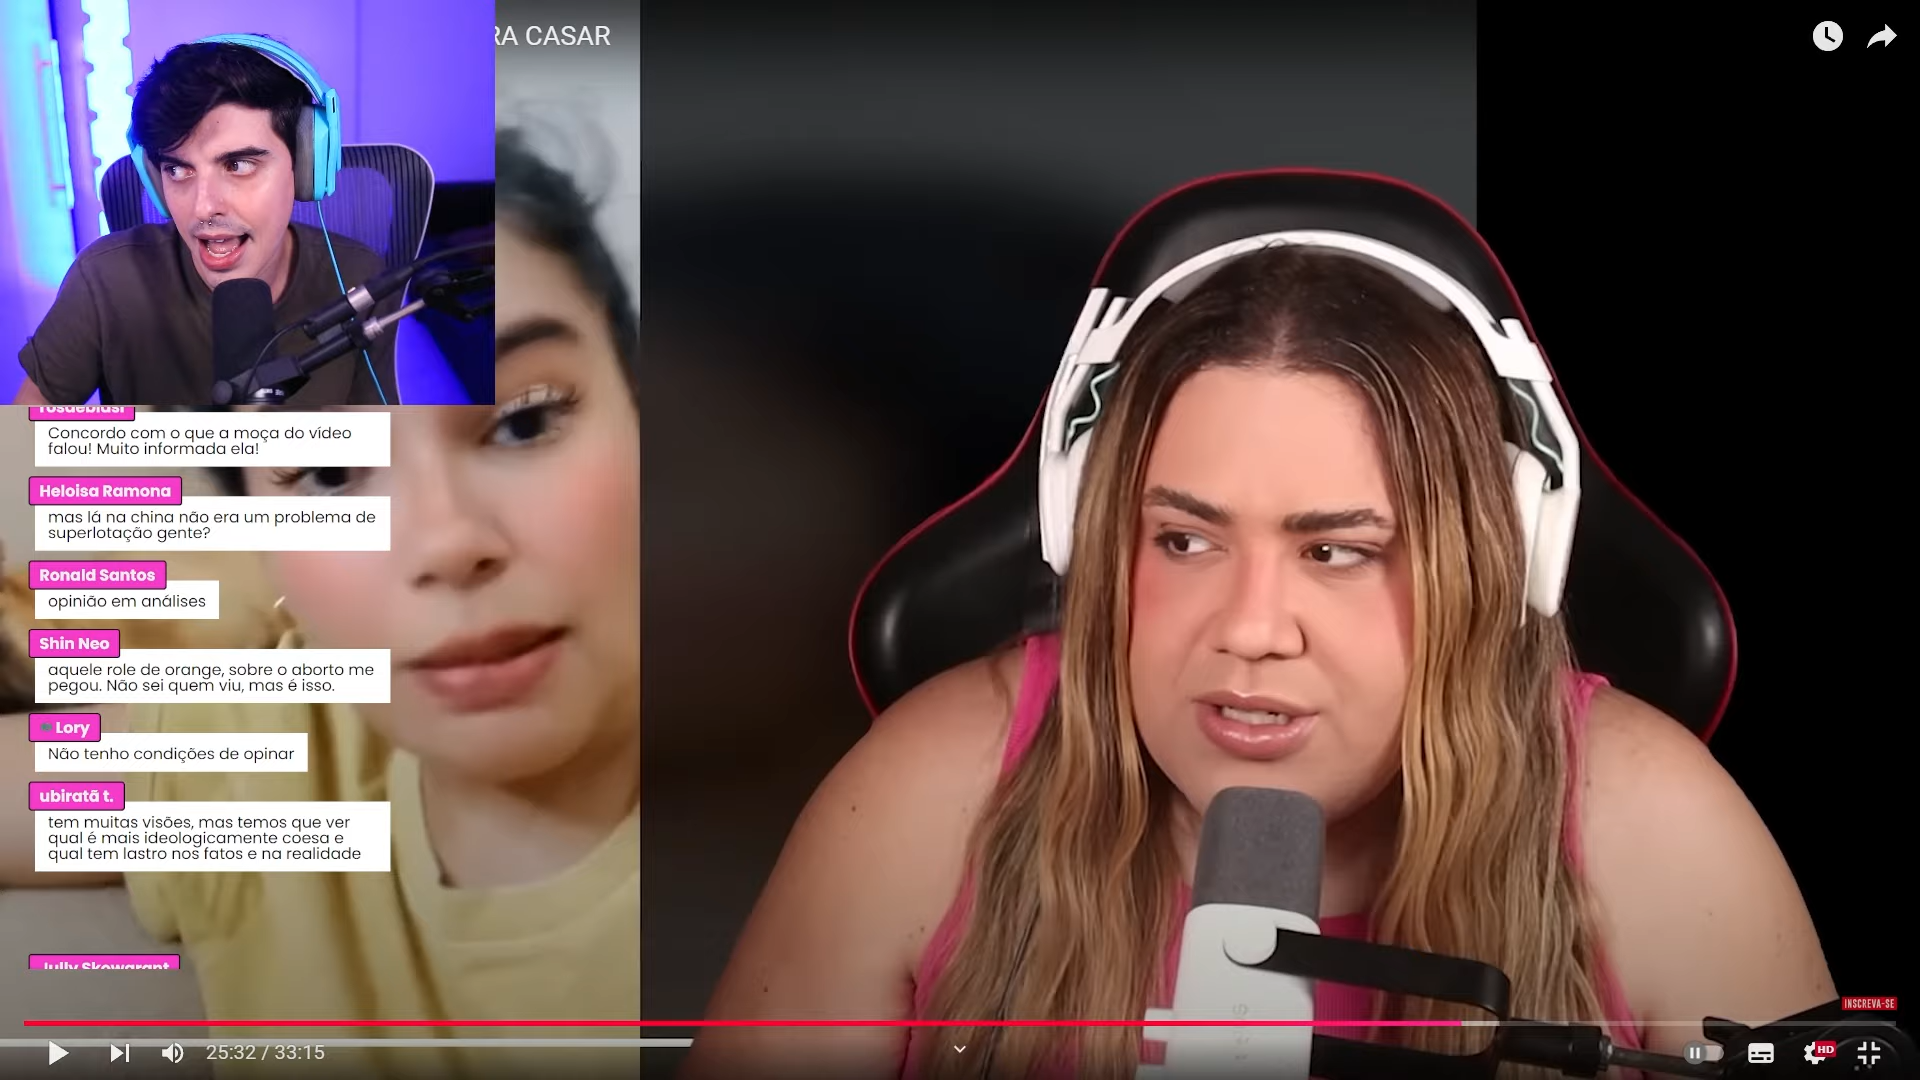 RA CASAR
rosdeblasi
Concordo com o que a moça do vídeo
falou! Muito informada ela!
Heloisa Ramona
mas lá na china não era um problema de
superlotação gente?
Ronald Santos
opinião em análises
Shin Neo
aquele role de orange, sobre o aborto me
pegou. Não sei quem viu, mas é isso.
Lory
Não tenho condições de opinar
ubiratã t.
tem muitas visões, mas temos que ver
qual é mais ideologicamente coesa e
qual tem lastro nos fatos e na realidade
Jully Skowarant
INSCREVA-SE
25:32 / 33:15
HD